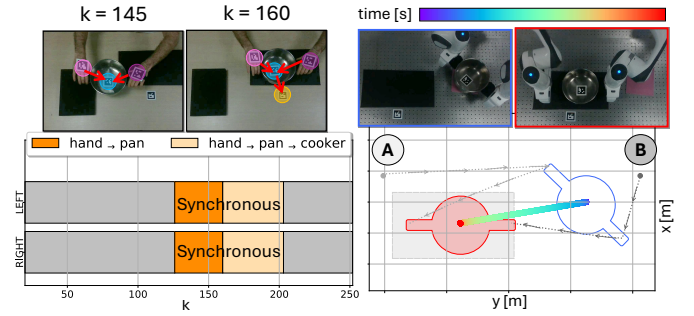 k = 145
k = 160
time [s]
hand → pan
hand → pan → cooker
LEFT
Synchronous
RIGHT
Synchronous
50
100
150
200
250
k
A
B
x [m]
y [m]